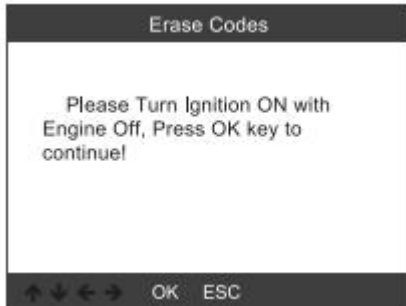 Erase Codes
Please Turn Ignition ON with
Engine Off, Press OK key to
continue!
OK ESC